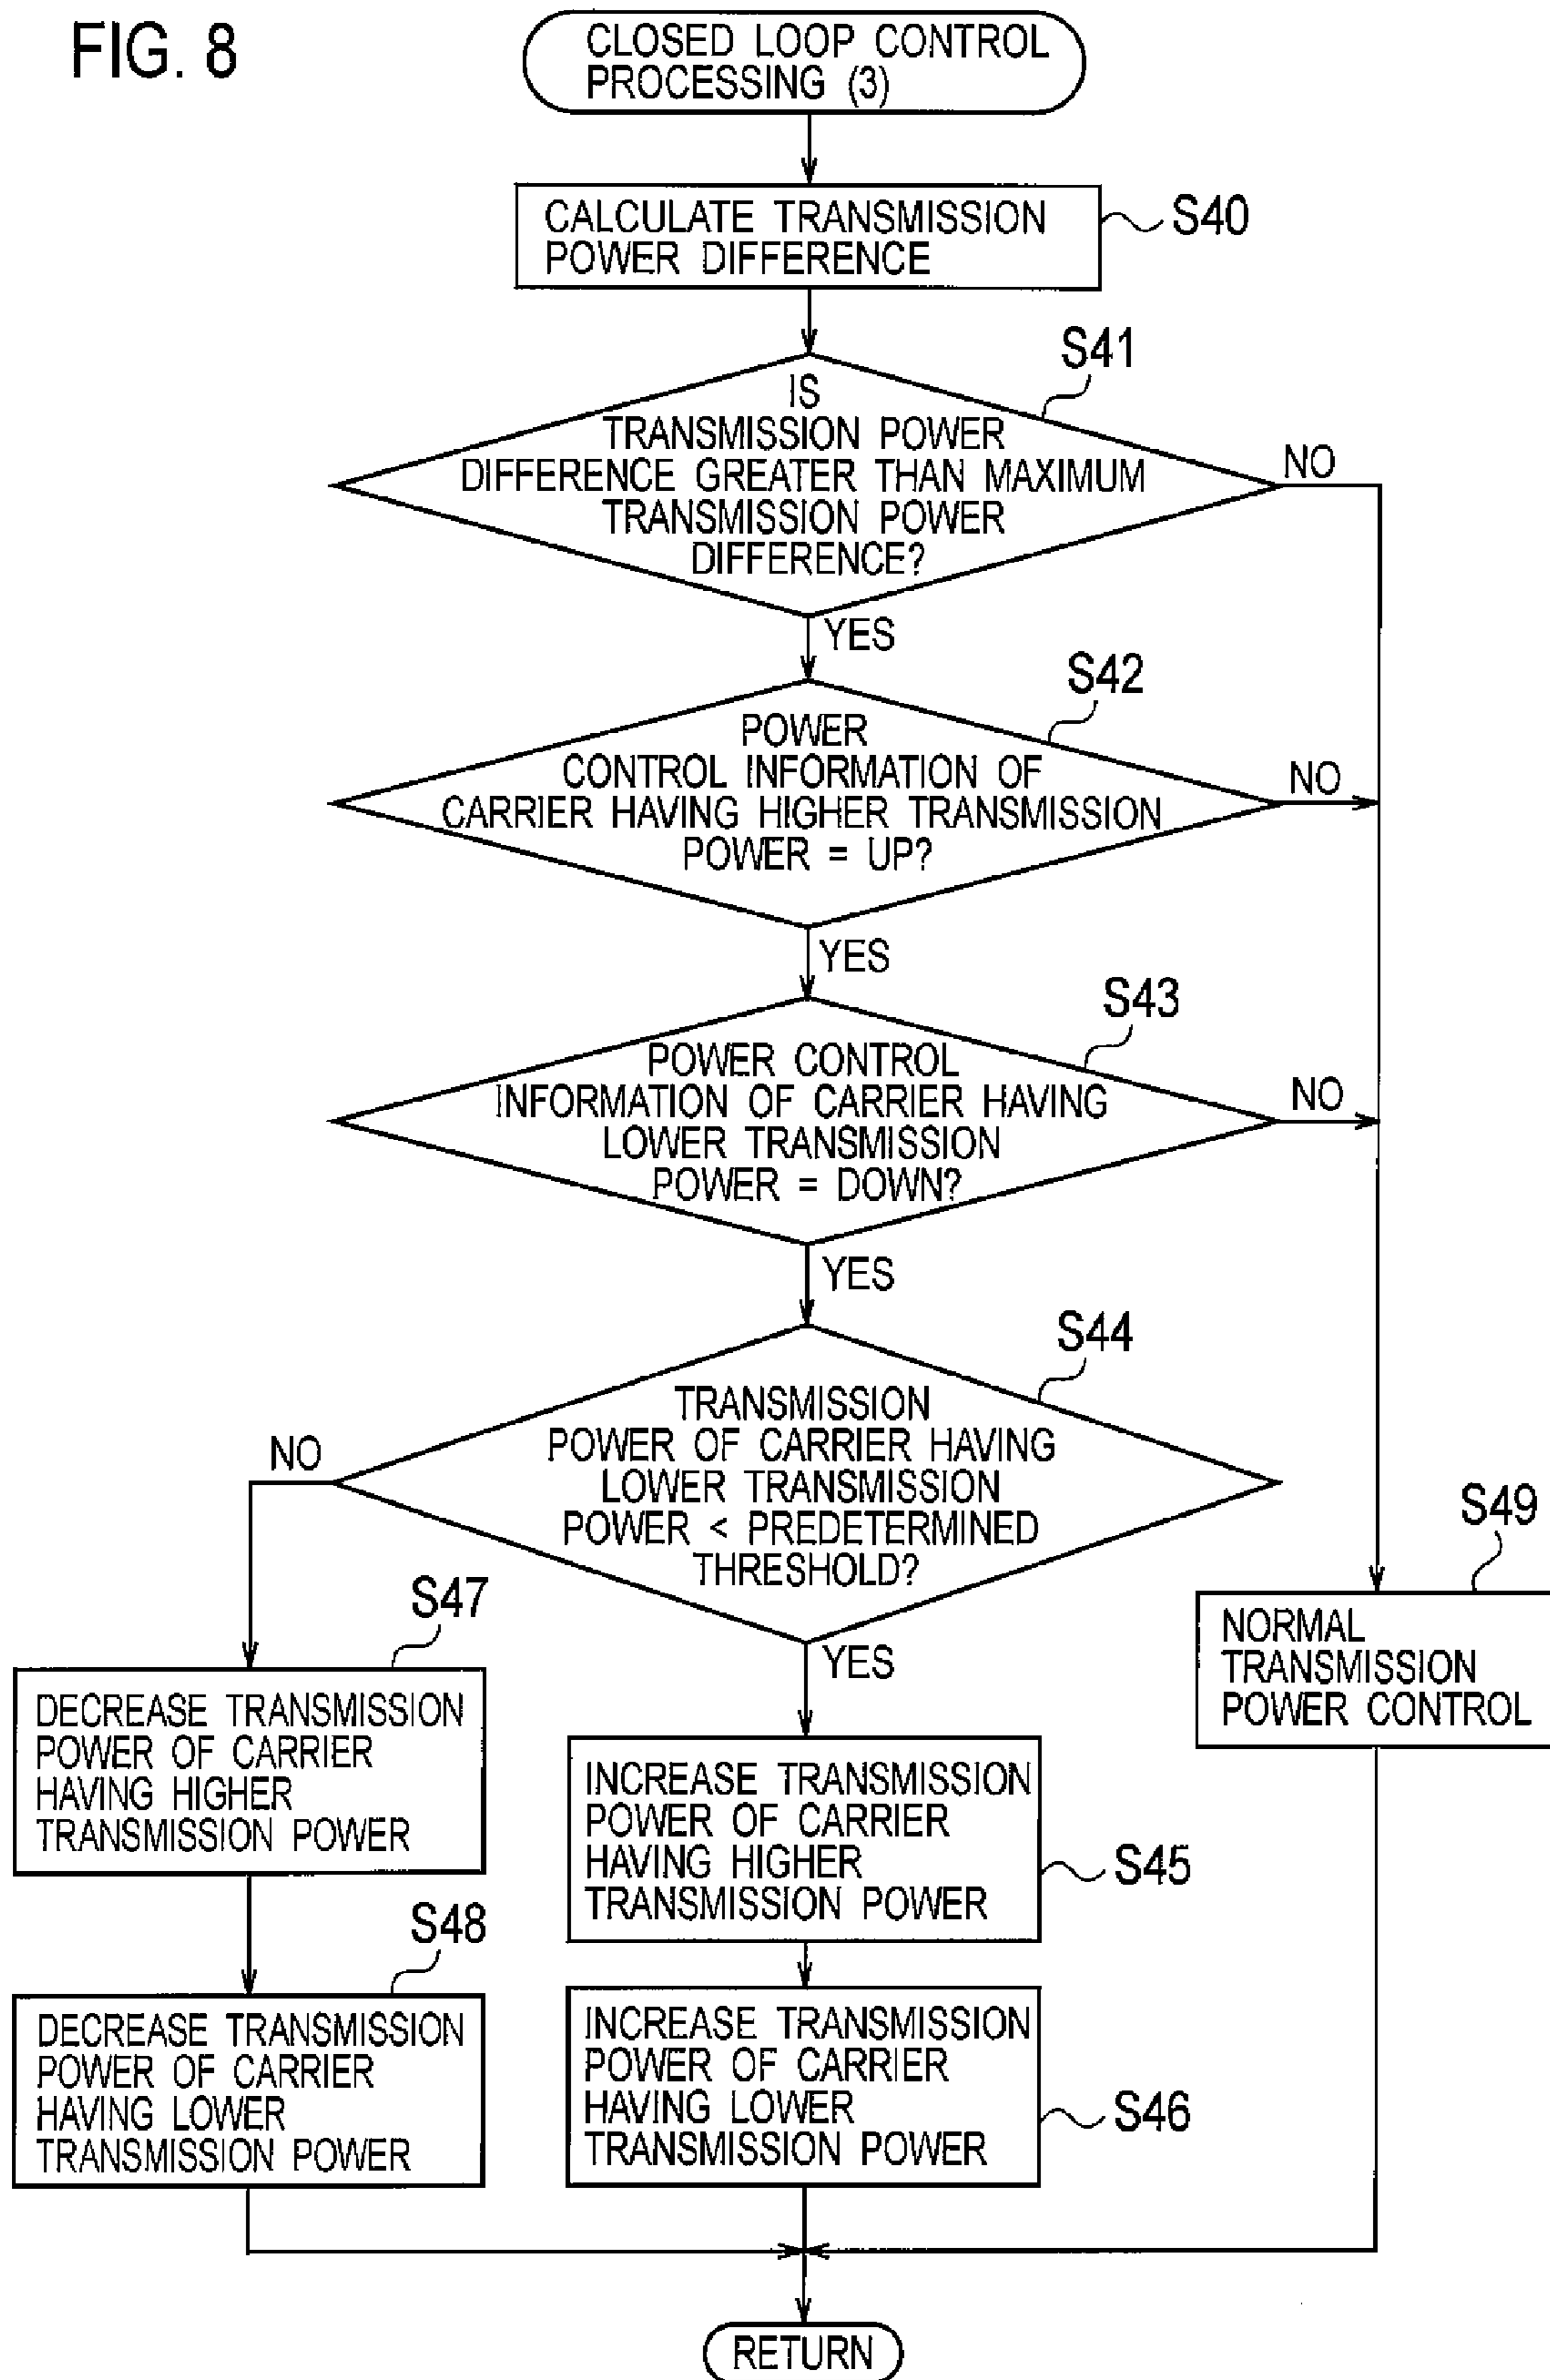 FIG. 8
CLOSED LOOP CONTROL
PROCESSING (3)
CALCULATE TRANSMISSION
POWER DIFFERENCE
S40
S41
IS
TRANSMISSION POWER
DIFFERENCE GREATER THAN MAXIMUM
TRANSMISSION POWER
DIFFERENCE?
NO
YES
S42
POWER
CONTROL INFORMATION OF
CARRIER HAVING HIGHER TRANSMISSION
POWER = UP?
NO
YES
S43
POWER CONTROL
INFORMATION OF CARRIER HAVING
LOWER TRANSMISSION
POWER = DOWN?
NO
YES
S44
TRANSMISSION
POWER OF CARRIER HAVING
LOWER TRANSMISSION
POWER < PREDETERMINED
THRESHOLD?
NO
YES
S47
DECREASE TRANSMISSION
POWER OF CARRIER
HAVING HIGHER
TRANSMISSION POWER
S48
DECREASE TRANSMISSION
POWER OF CARRIER
HAVING LOWER
TRANSMISSION POWER
INCREASE TRANSMISSION
POWER OF CARRIER
HAVING HIGHER
TRANSMISSION POWER
S45
INCREASE TRANSMISSION
POWER OF CARRIER
HAVING LOWER
TRANSMISSION POWER
S46
S49
NORMAL
TRANSMISSION
POWER CONTROL
RETURN